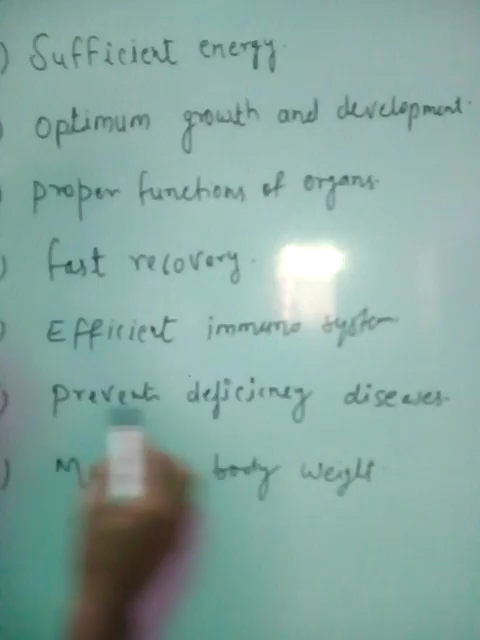 ) Sufficient energy.
) Optimum growth and development.
) proper functions of organs.
) fast recovery.
) Efficient immune system
) prevents deficiency diseases.
) body weight